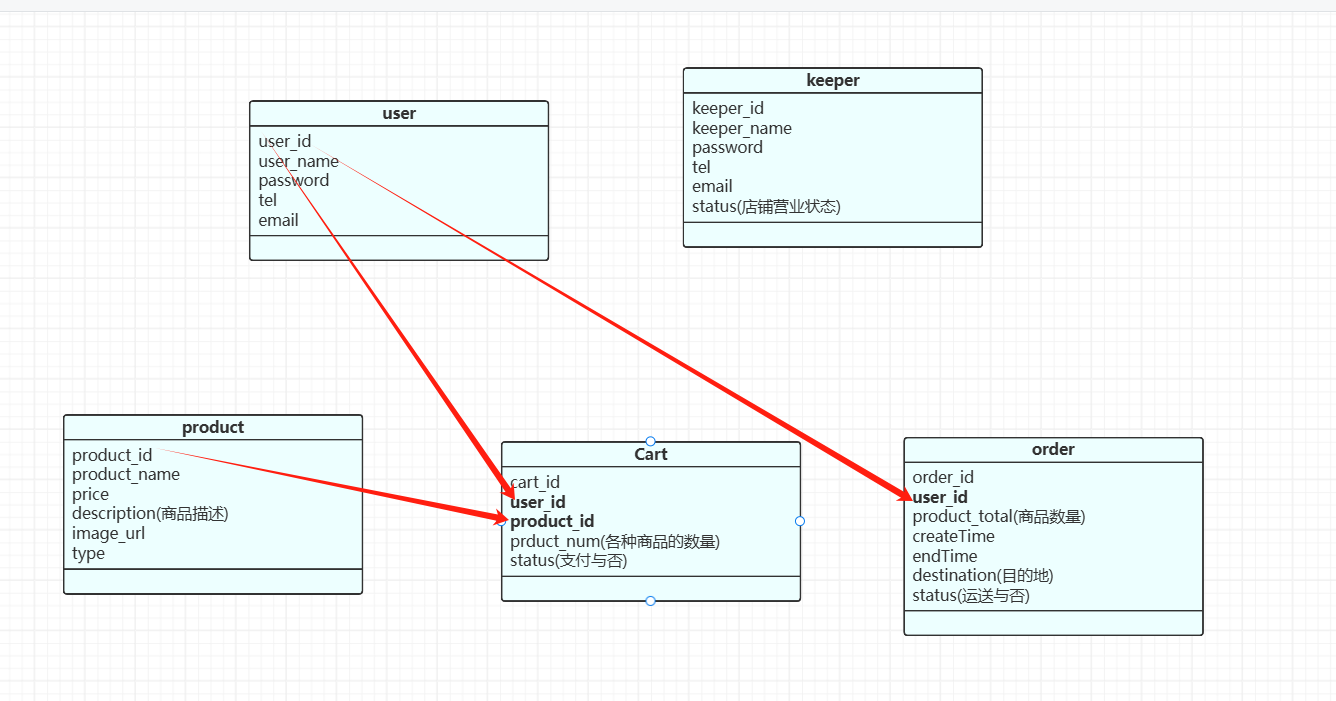 user
user_id
user_name
password
tel
email
keeper
keeper_id
keeper_name
password
tel
email
status(店铺营业状态)
product
product_id
product_name
price
description(商品描述)
image_url
type
Cart
cart_id
user_id
product_id
prduct_num(各种商品的数量)
status(支付与否)
order
order_id
user_id
product_total(商品数量)
createTime
endTime
destination(目的地)
status(运送与否)